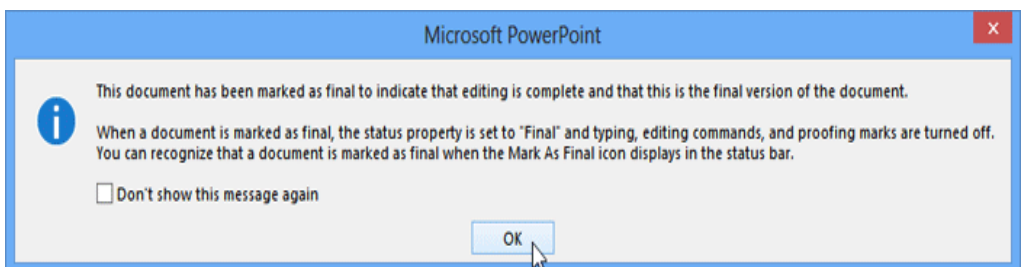 Microsoft PowerPoint
This document has been marked as final to indicate that editing is complete and that this is the final version of the document.
When a document is marked as final, the status property is set to "Final" and typing, editing commands, and proofing marks are turned off.
You can recognize that a document is marked as final when the Mark As Final icon displays in the status bar.
Don't show this message again
OK